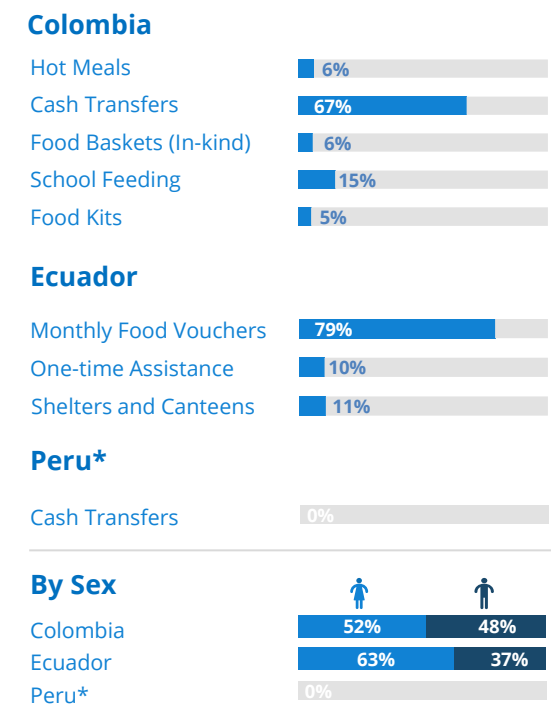 Colombia
Hot Meals 6%
Cash Transfers 67%
Food Baskets (In-kind) 6%
School Feeding 15%
Food Kits 5%
Ecuador
Monthly Food Vouchers 79%
One-time Assistance 10%
Shelters and Canteens 11%
Peru*
Cash Transfers 0%
By Sex
Colombia 52% 48%
Ecuador 63% 37%
Peru* 0%